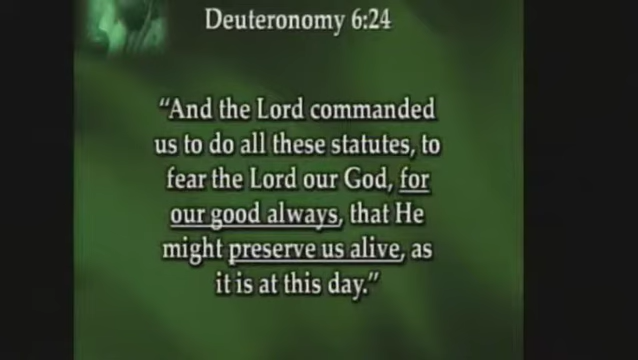 Deuteronomy 6:24
“And the Lord commanded
us to do all these statutes, to
fear the Lord our God, for
our good always, that He
might preserve us alive, as
it is at this day.”